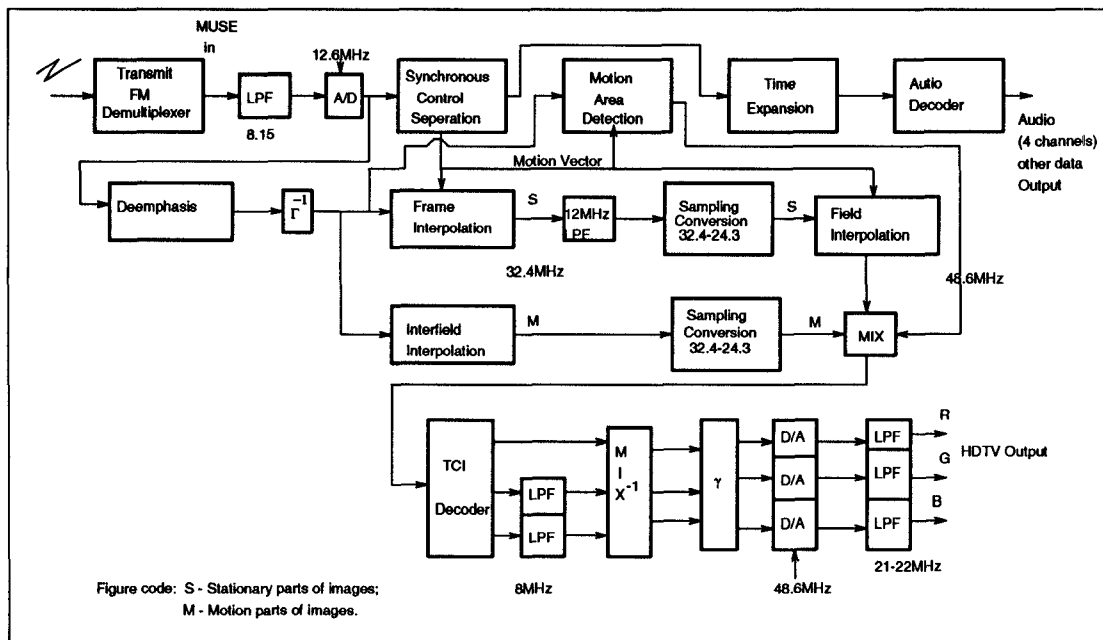 MUSE
in
12.6MHz
Transmit
FM
Demultiplexer
LPF
8.15
A/D
Synchronous
Control
Seperation
Motion
Area
Detection
Time
Expansion
Autio
Decoder
Audio
(4 channels)
other data
Output
Motion Vector
Deemphasis
Γ⁻¹
Frame
Interpolation
S
12MHz
LPF
Sampling
Conversion
32.4-24.3
S
Field
Interpolation
32.4MHz
48.6MHz
Interfield
Interpolation
M
Sampling
Conversion
32.4-24.3
M
MIX
TCI
Decoder
LPF
LPF
M
I
X⁻¹
γ
D/A
D/A
D/A
LPF
LPF
LPF
R
G
B
HDTV Output
8MHz
48.6MHz
21-22MHz
Figure code: S - Stationary parts of images;
M - Motion parts of images.